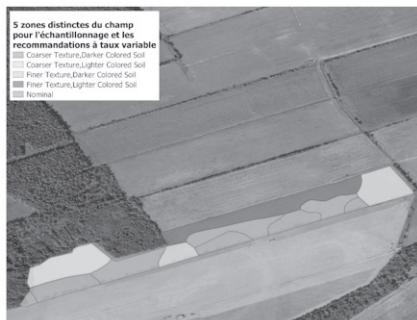 5 zones distinctes du champ
pour l'échantillonnage et les
recommandations à taux variable
Coarser Texture,Darker Colored Soil
Coarser Texture,Lighter Colored Soil
Finer Texture,Darker Colored Soil
Finer Texture,Lighter Colored Soil
Nominal